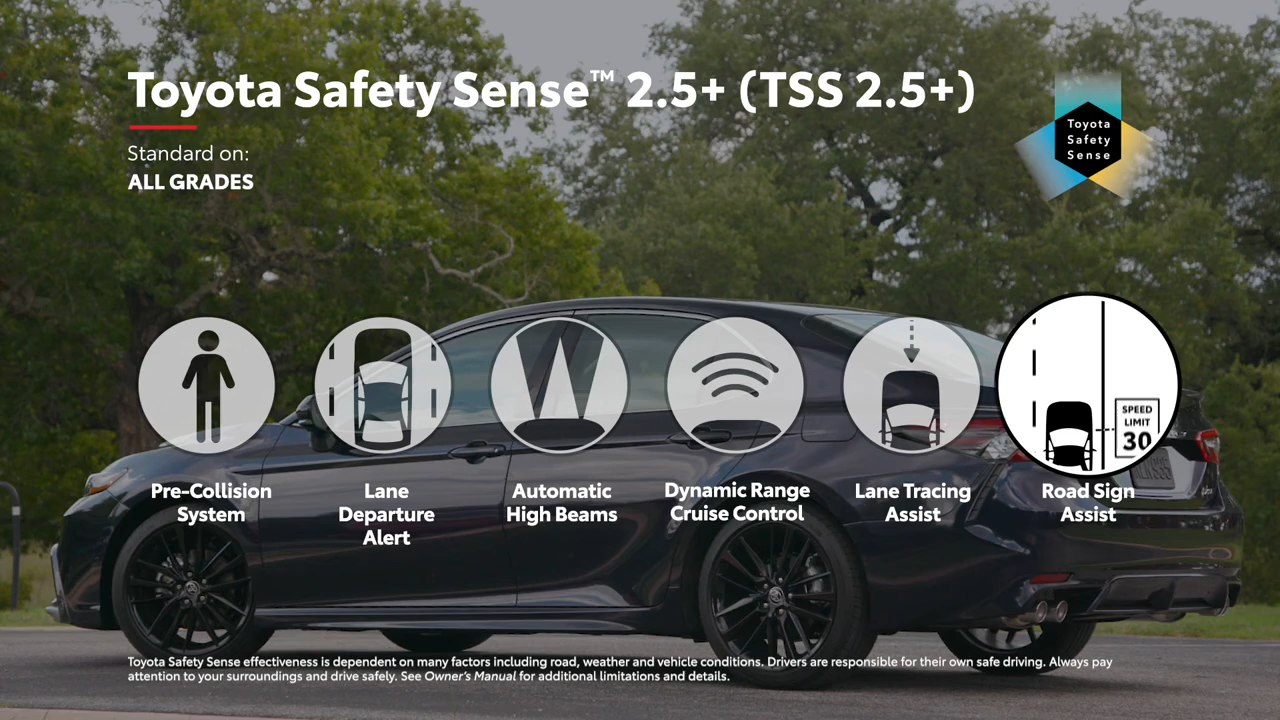 Toyota Safety Sense™ 2.5+ (TSS 2.5+)
Standard on:
ALL GRADES
Toyota
Safety
Sense
SPEED
LIMIT
30
Pre-Collision
System
Lane
Departure
Alert
Automatic
High Beams
Dynamic Range
Cruise Control
Lane Tracing
Assist
Road Sign
Assist
Toyota Safety Sense effectiveness is dependent on many factors including road, weather and vehicle conditions. Drivers are responsible for their own safe driving. Always pay
attention to your surroundings and drive safely. See Owner's Manual for additional limitations and details.